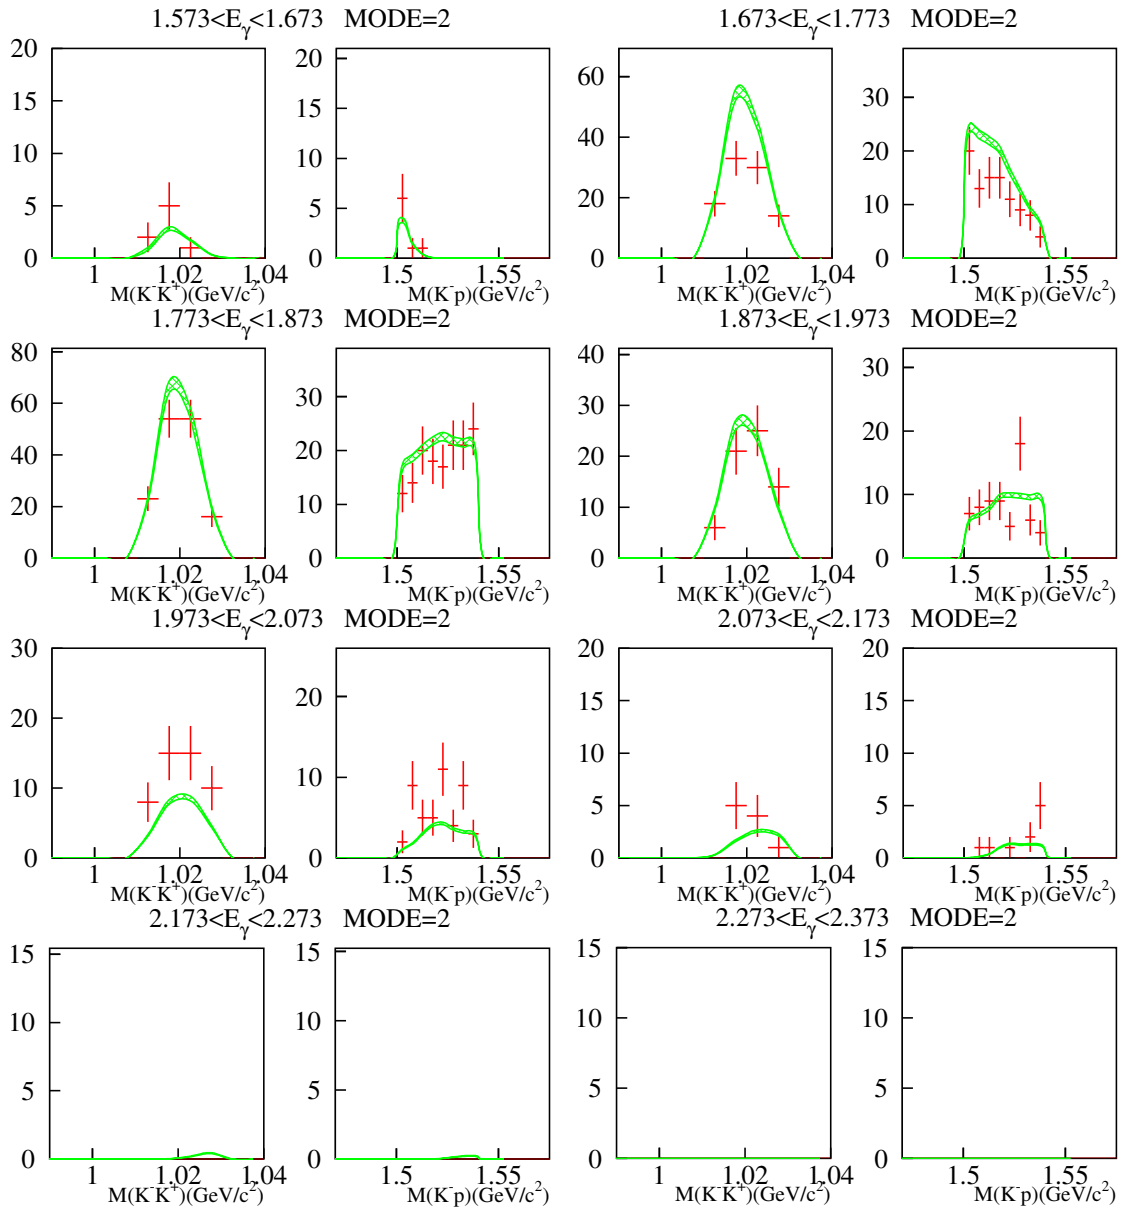 1.573<E_γ<1.673 MODE=2
20
15
10
5
0
1 1.02 1.04
M(K⁻K⁺)(GeV/c²)
20
15
10
5
0
1.5 1.55
M(K⁻p)(GeV/c²)
1.673<E_γ<1.773 MODE=2
60
40
20
0
1 1.02 1.04
M(K⁻K⁺)(GeV/c²)
30
20
10
0
1.5 1.55
M(K⁻p)(GeV/c²)
1.773<E_γ<1.873 MODE=2
80
60
40
20
0
1 1.02 1.04
M(K⁻K⁺)(GeV/c²)
30
20
10
0
1.5 1.55
M(K⁻p)(GeV/c²)
1.873<E_γ<1.973 MODE=2
40
30
20
10
0
1 1.02 1.04
M(K⁻K⁺)(GeV/c²)
30
20
10
0
1.5 1.55
M(K⁻p)(GeV/c²)
1.973<E_γ<2.073 MODE=2
30
20
10
0
1 1.02 1.04
M(K⁻K⁺)(GeV/c²)
20
10
0
1.5 1.55
M(K⁻p)(GeV/c²)
2.073<E_γ<2.173 MODE=2
20
15
10
5
0
1 1.02 1.04
M(K⁻K⁺)(GeV/c²)
20
15
10
5
0
1.5 1.55
M(K⁻p)(GeV/c²)
2.173<E_γ<2.273 MODE=2
15
10
5
0
1 1.02 1.04
M(K⁻K⁺)(GeV/c²)
15
10
5
0
1.5 1.55
M(K⁻p)(GeV/c²)
2.273<E_γ<2.373 MODE=2
15
10
5
0
1 1.02 1.04
M(K⁻K⁺)(GeV/c²)
15
10
5
0
1.5 1.55
M(K⁻p)(GeV/c²)